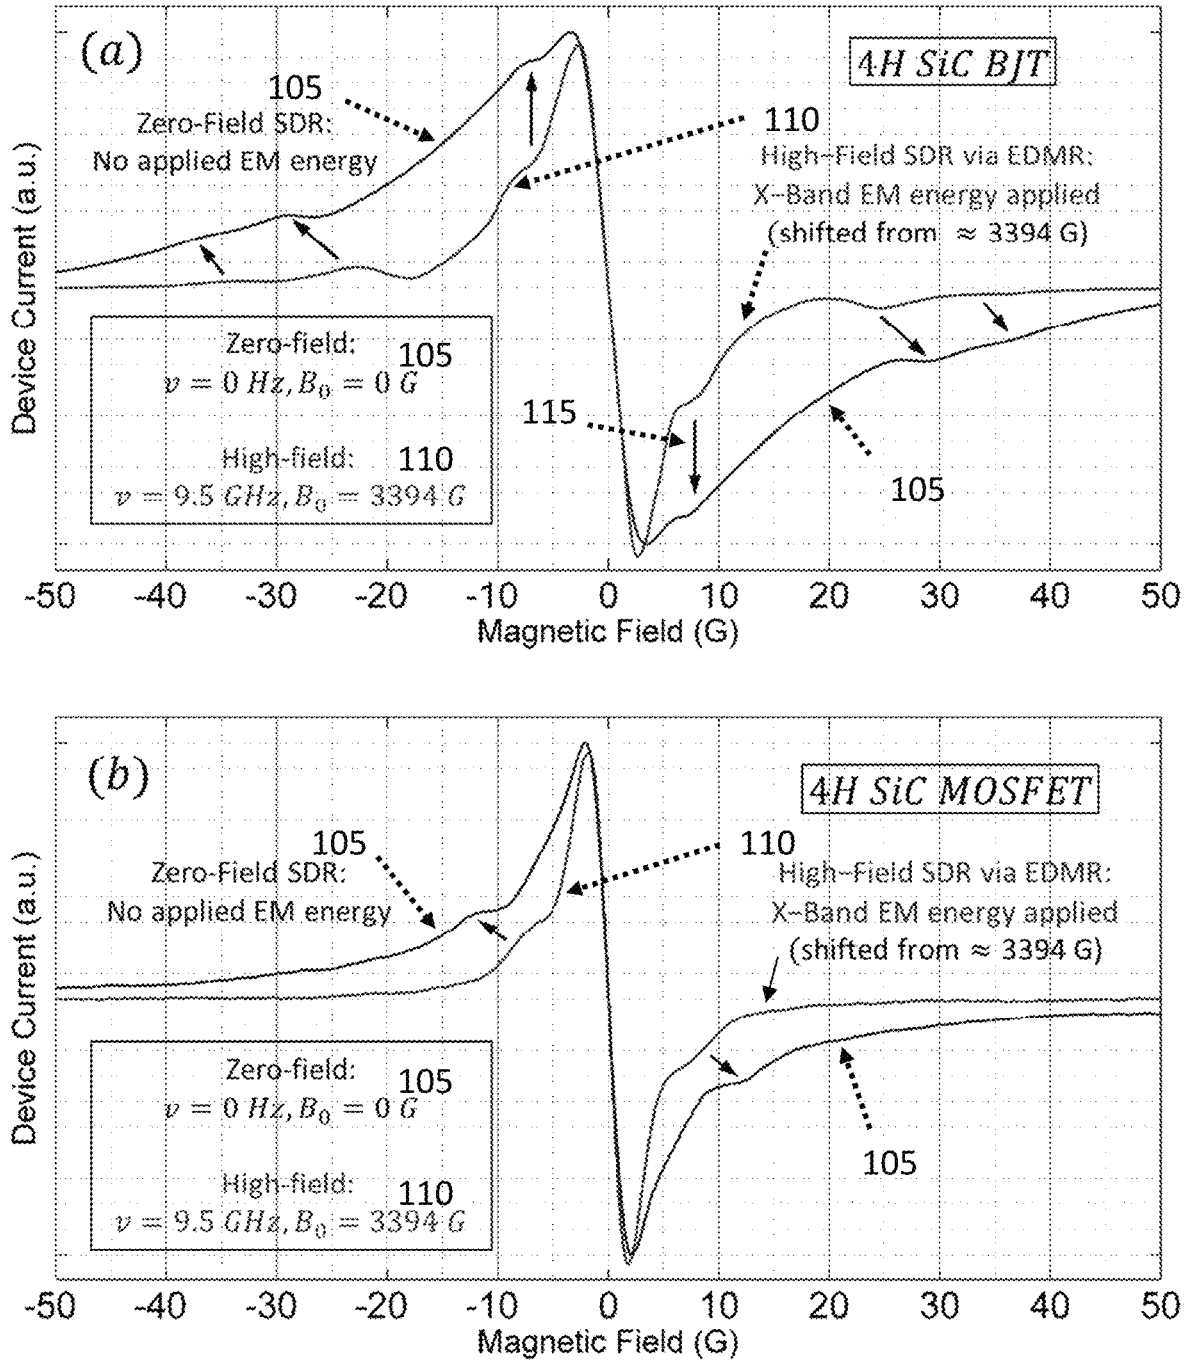 (a)
4H SiC BJT
105
Zero-Field SDR:
No applied EM energy
110
High-Field SDR via EDMR:
X-Band EM energy applied
(shifted from ≈ 3394 G)
Device Current (a.u.)
Zero-field: 105
ν = 0 Hz, B₀ = 0 G
High-field: 110
ν = 9.5 GHz, B₀ = 3394 G
115
105
-50 -40 -30 -20 -10 0 10 20 30 40 50
Magnetic Field (G)
(b)
4H SiC MOSFET
105
Zero-Field SDR:
No applied EM energy
110
High-Field SDR via EDMR:
X-Band EM energy applied
(shifted from ≈ 3394 G)
Device Current (a.u.)
Zero-field: 105
ν = 0 Hz, B₀ = 0 G
High-field: 110
ν = 9.5 GHz, B₀ = 3394 G
105
-50 -40 -30 -20 -10 0 10 20 30 40 50
Magnetic Field (G)